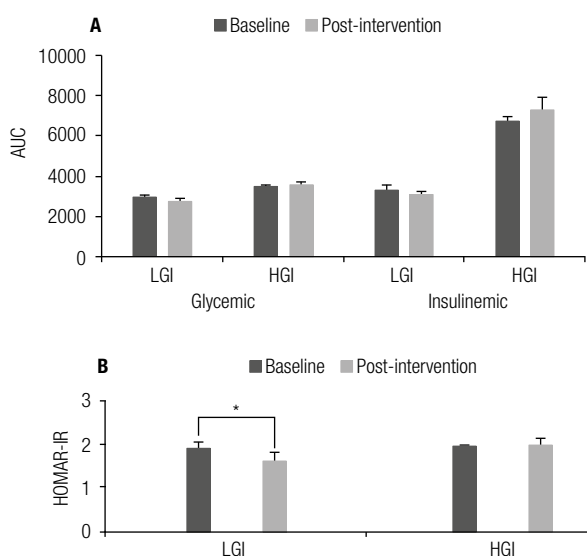 A
Baseline Post-intervention
AUC
10000
8000
6000
4000
2000
0
LGI HGI LGI HGI
Glycemic Insulinemic
B
Baseline Post-intervention
HOMAR-IR
3
2
1
0
*
LGI HGI